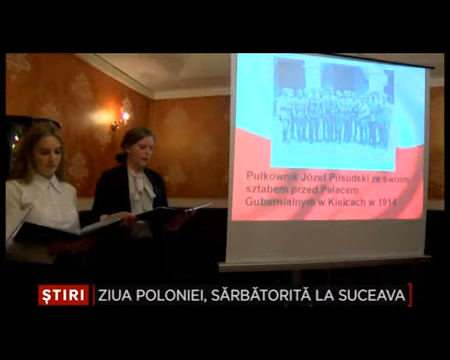 Pułkownik Józef Piłsudski ze swoim
sztabem przed Pałacem
Gubernialnym w Kielcach w 1914
ȘTIRI ZIUA POLONIEI, SĂRBĂTORITĂ LA SUCEAVA